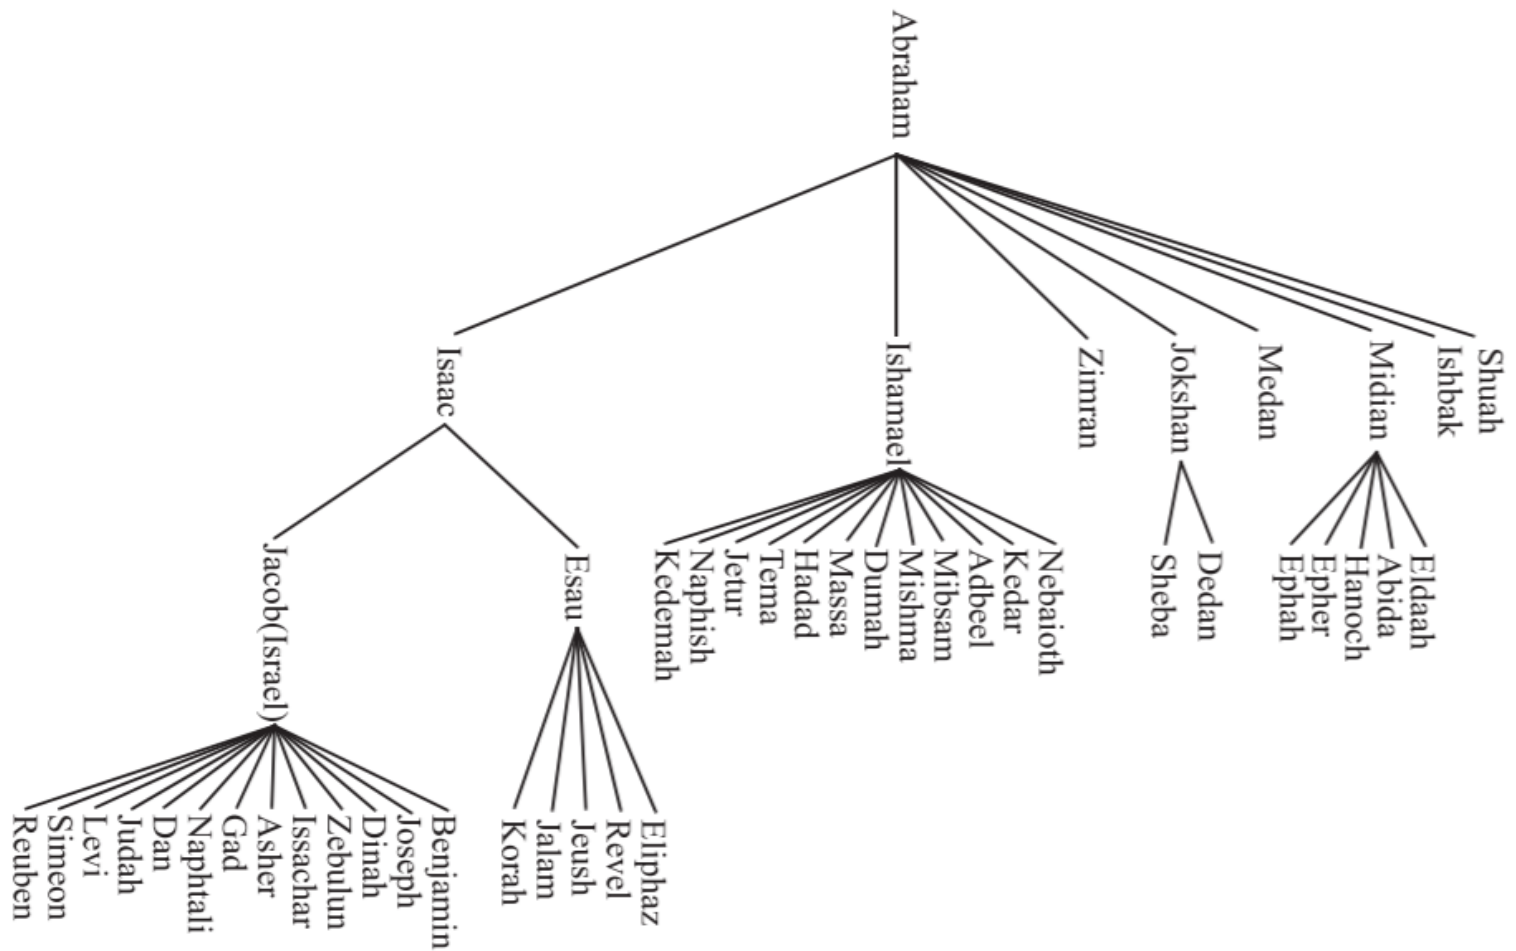 Abraham
Isaac
Ishamael
Zimran
Jokshan
Medan
Midian
Ishbak
Shuah
Jacob(Israel)
Esau
Kedemah
Naphish
Jetur
Tema
Hadad
Massa
Dumah
Mishma
Mibsam
Adbeel
Kedar
Nebaioth
Sheba
Dedan
Ephah
Epher
Hanoch
Abida
Eldaah
Reuben
Simeon
Levi
Judah
Dan
Naphtali
Gad
Asher
Issachar
Zebulun
Dinah
Joseph
Benjamin
Korah
Jalam
Jeush
Revel
Eliphaz